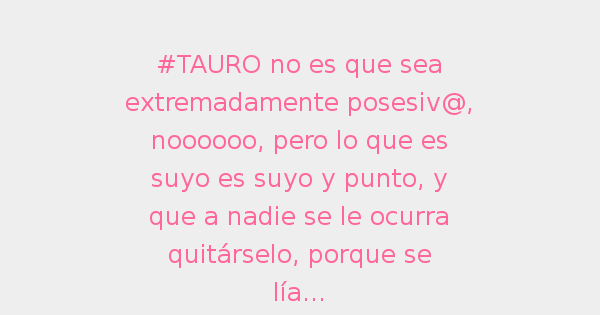 #TAURO no es que sea
extremadamente posesiv@,
noooooo, pero lo que es
suyo es suyo y punto, y
que a nadie se le ocurra
quitárselo, porque se
lía...